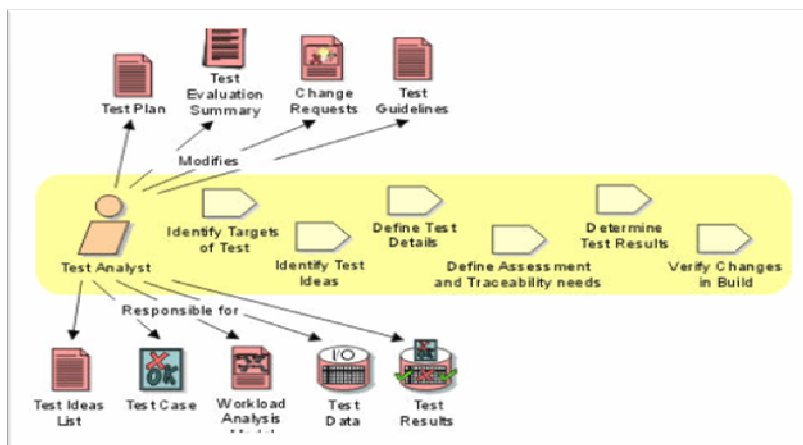 Test Plan
Test
Evaluation
Summary
Change
Requests
Test
Guidelines
Modifies
Test Analyst
Identify Targets
of Test
Identify Test
Ideas
Define Test
Details
Define Assessment
and Traceability needs
Determine
Test Results
Verify Changes
in Build
Responsible for
Test Ideas
List
Test Case
OK
Workload
Analysis
I/O
Test
Data
OK
Test
Results